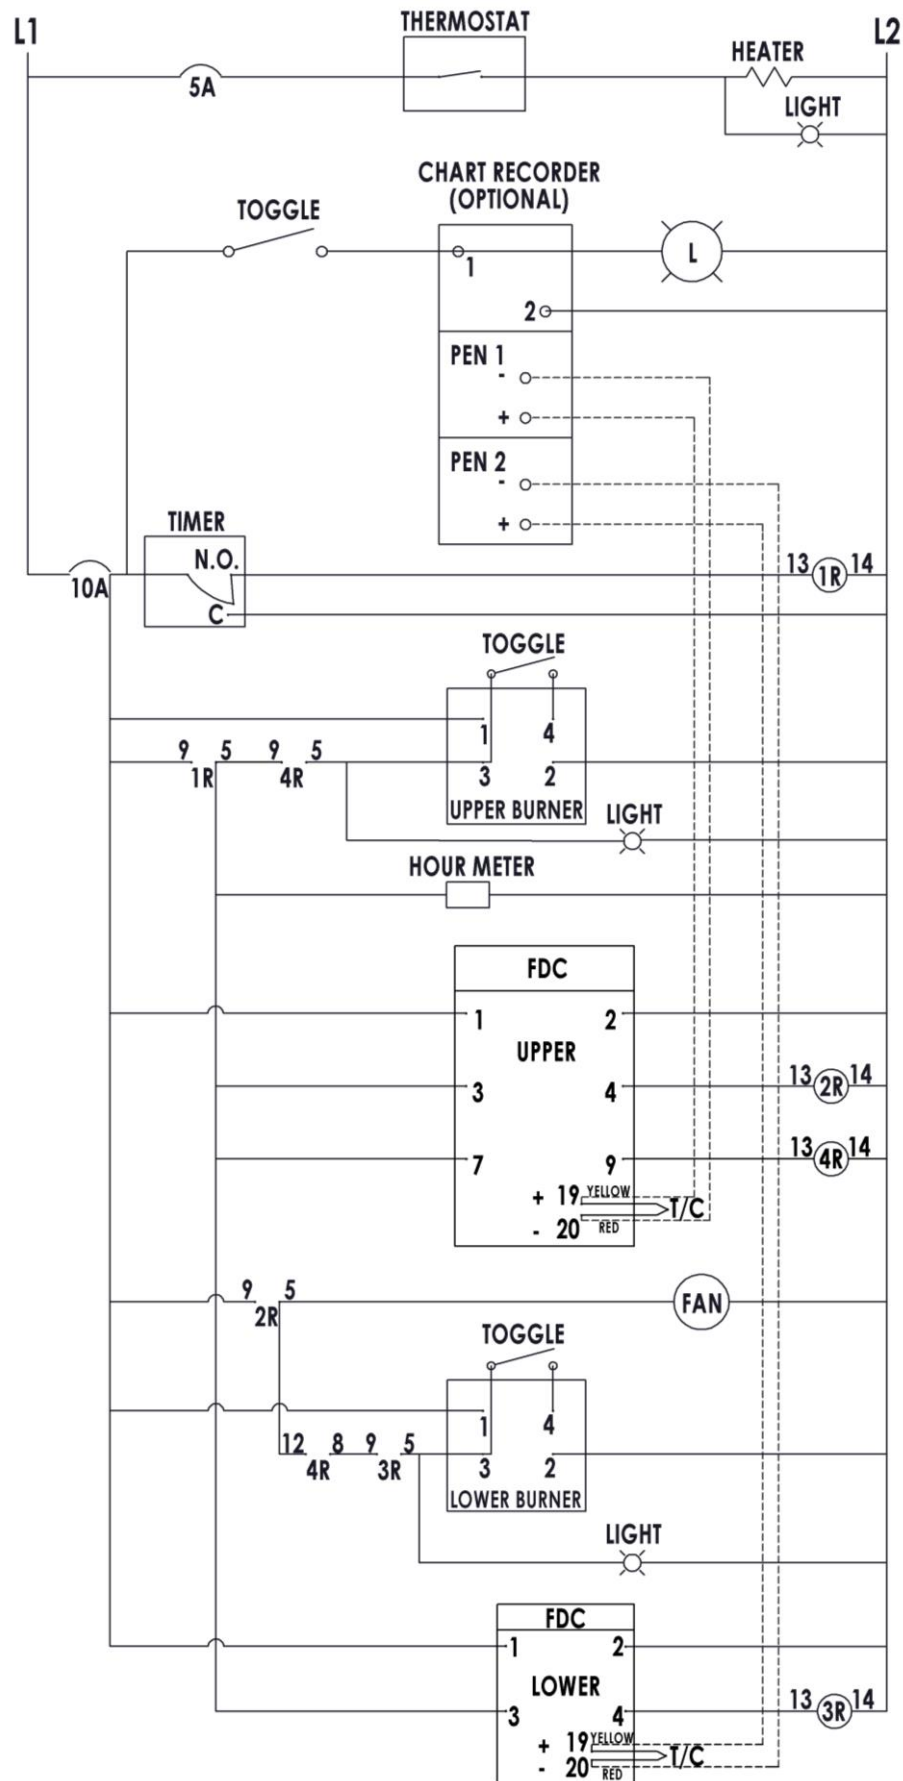 L1
THERMOSTAT
L2
HEATER
5A
LIGHT
CHART RECORDER
(OPTIONAL)
TOGGLE
1
L
2
PEN 1
-
+
PEN 2
-
+
TIMER
N.O.
10A
13 1R 14
C
TOGGLE
1 4
9 5 9 5
1R 4R
3 2
UPPER BURNER
LIGHT
HOUR METER
FDC
1 2
UPPER
13 2R 14
3 4
13 4R 14
7 9
+ 19 YELLOW
T/C
- 20 RED
9 5
2R
FAN
TOGGLE
1 4
12 8 9 5
4R 3R
3 2
LOWER BURNER
LIGHT
FDC
1 2
LOWER
13 3R 14
3 4
+ 19 YELLOW
T/C
- 20 RED